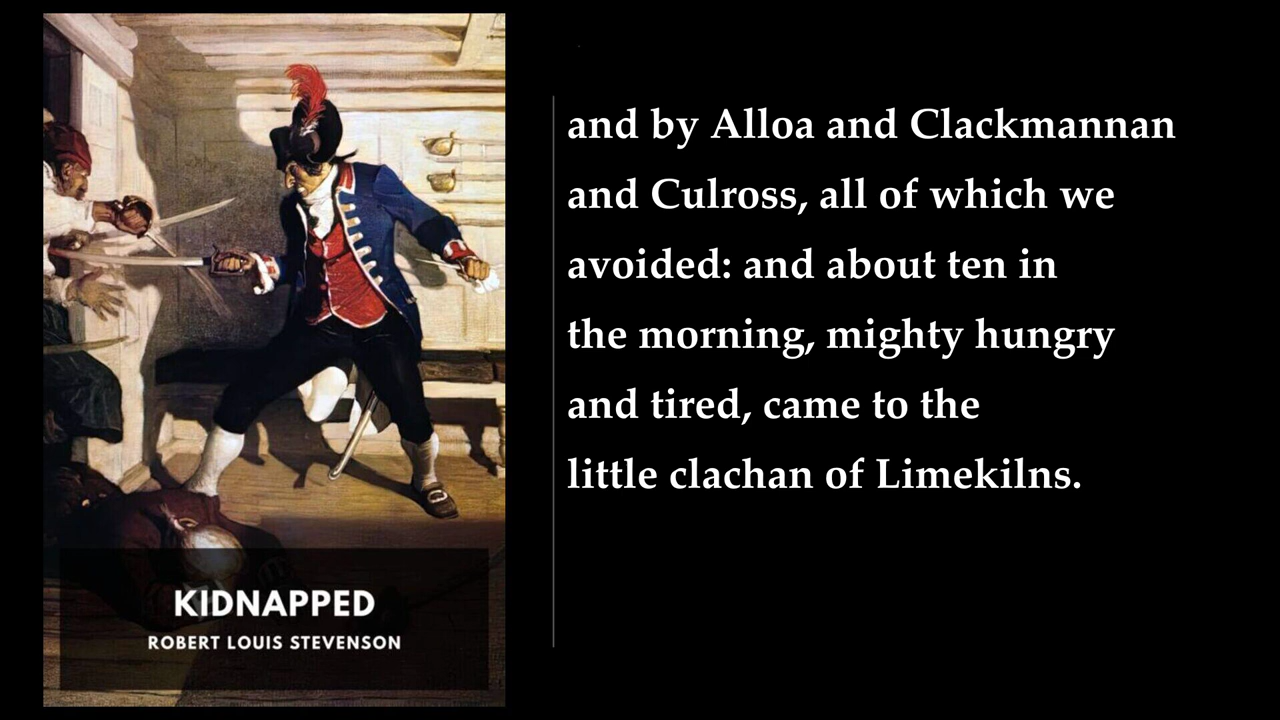 KIDNAPPED
ROBERT LOUIS STEVENSON
and by Alloa and Clackmannan
and Culross, all of which we
avoided: and about ten in
the morning, mighty hungry
and tired, came to the
little clachan of Limekilns.